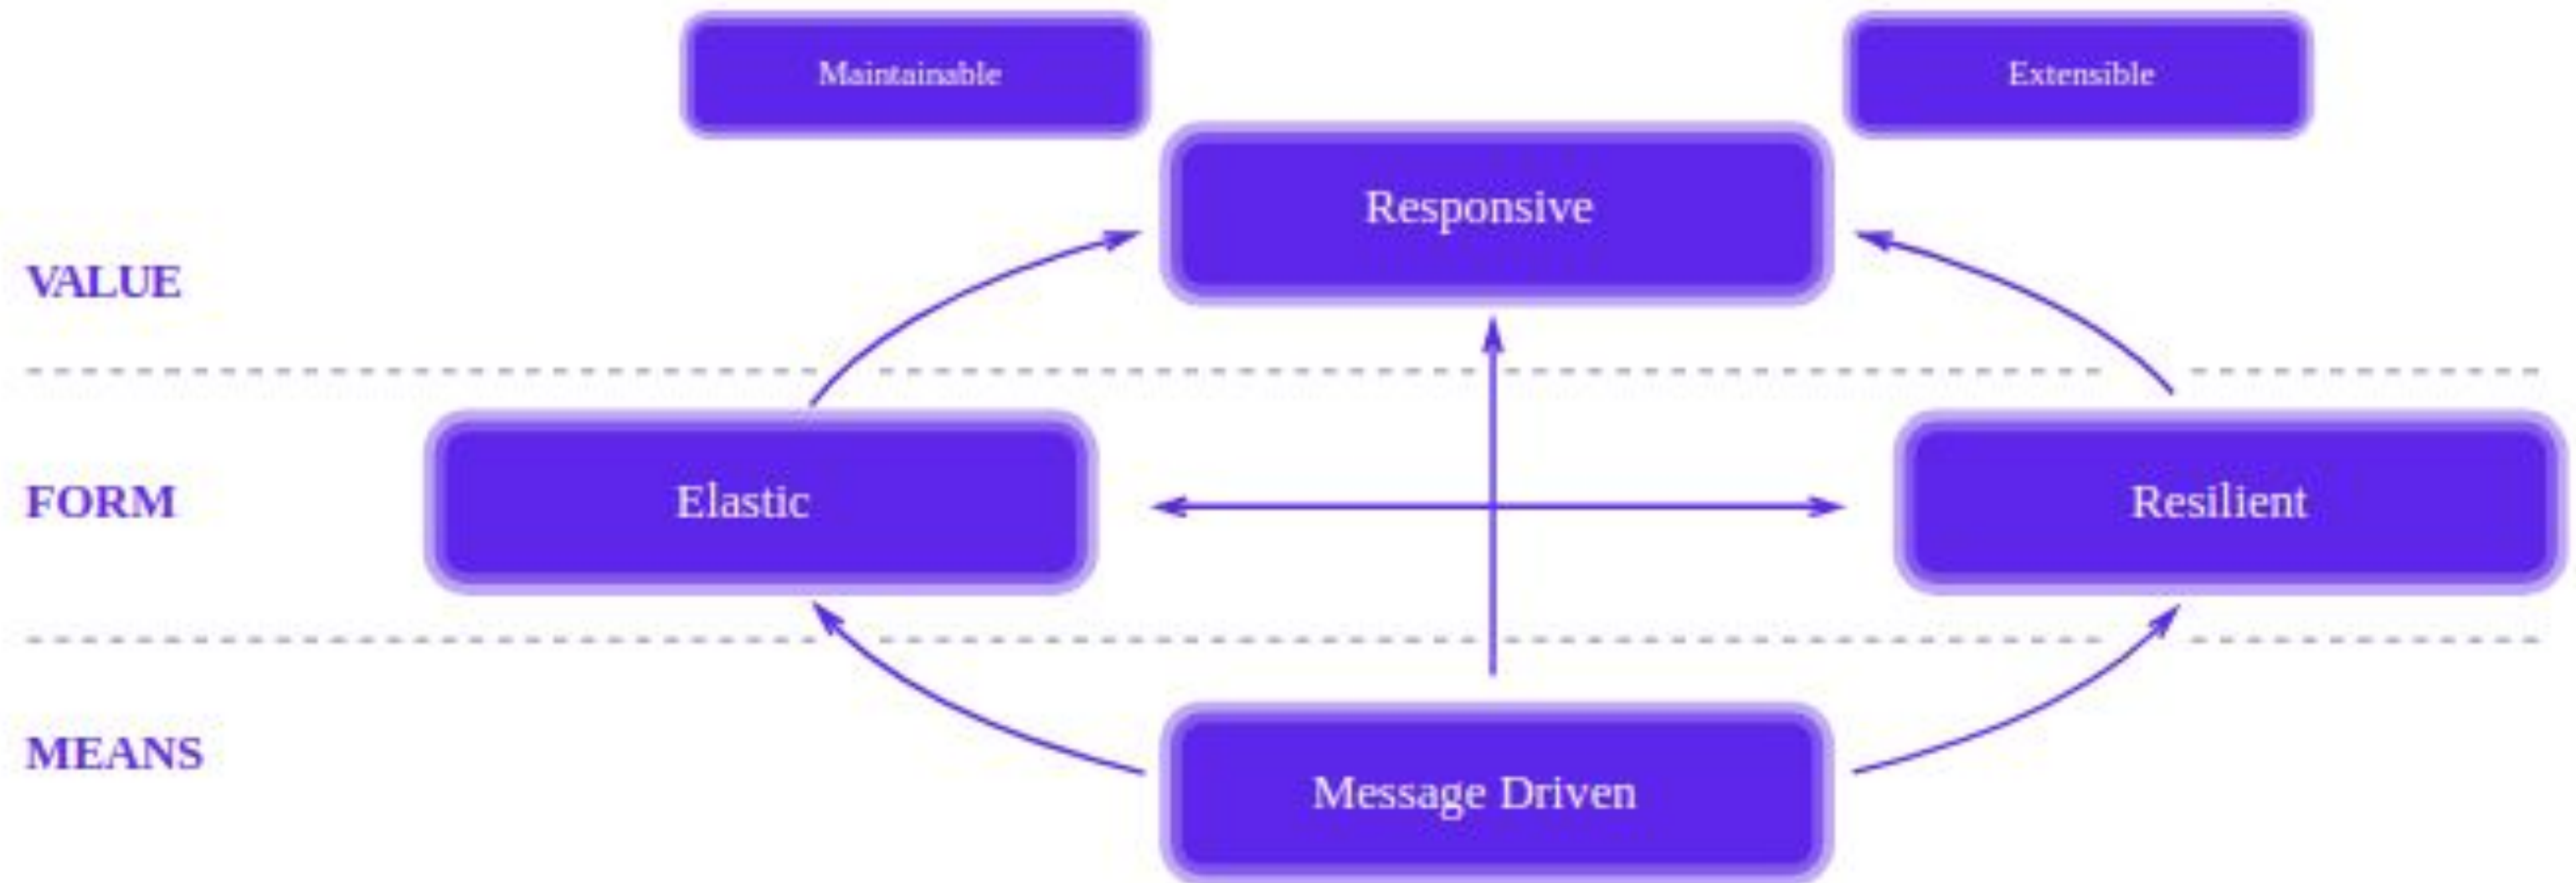 Maintainable
Extensible
Responsive
VALUE
FORM
Elastic
Resilient
MEANS
Message Driven